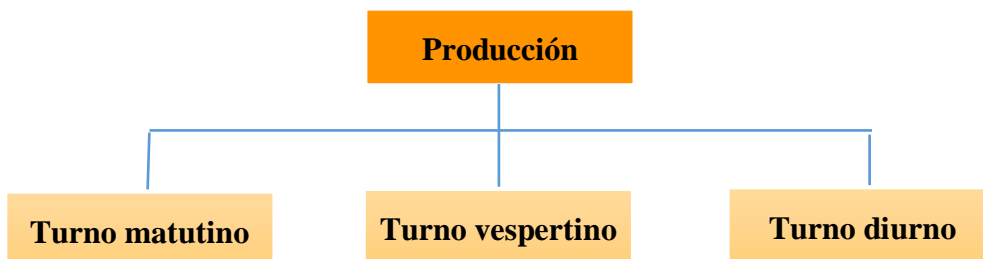 Producción
Turno matutino
Turno vespertino
Turno diurno